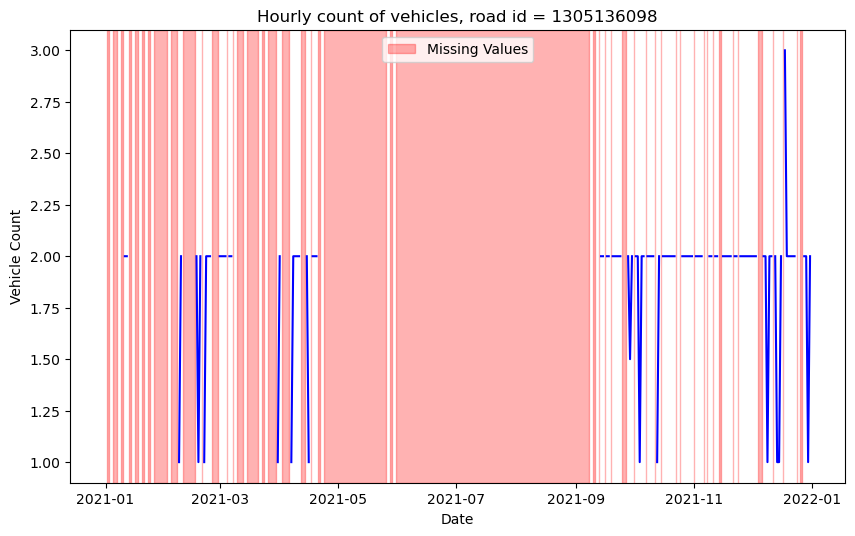 Hourly count of vehicles, road id = 1305136098
Missing Values
Vehicle Count
3.00
2.75
2.50
2.25
2.00
1.75
1.50
1.25
1.00
2021-01 2021-03 2021-05 2021-07 2021-09 2021-11 2022-01
Date